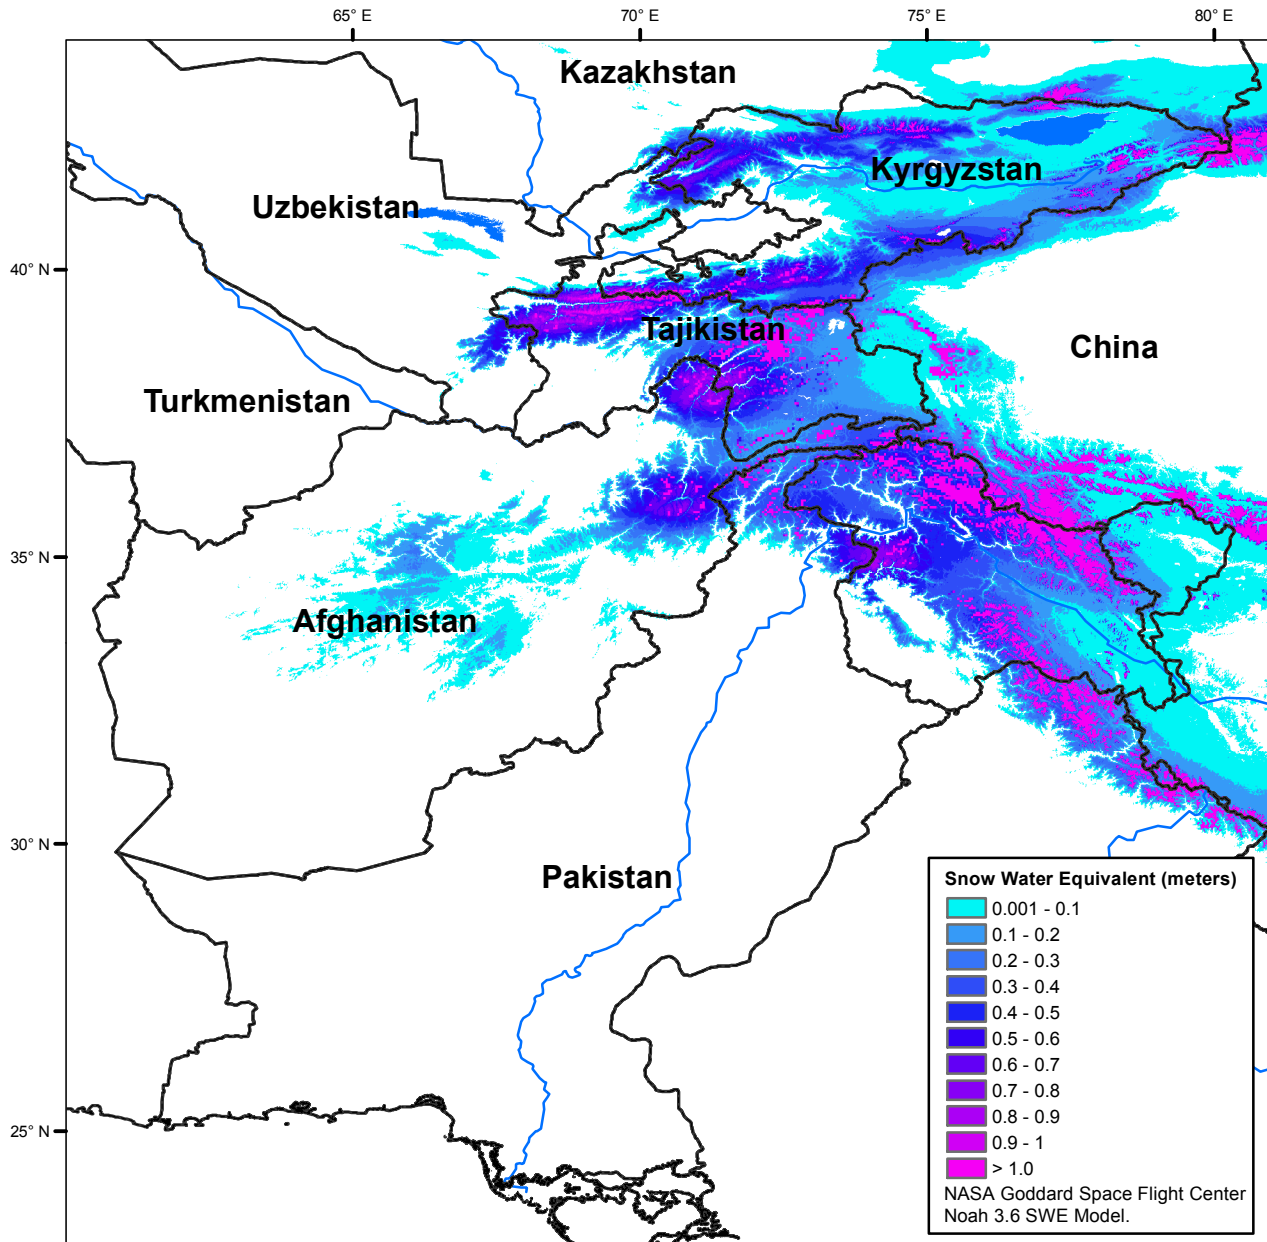 65° E
70° E
75° E
80° E
Kazakhstan
Kyrgyzstan
Uzbekistan
40° N
Tajikistan
China
Turkmenistan
35° N
Afghanistan
30° N
Pakistan
25° N
Snow Water Equivalent (meters)
0.001 - 0.1
0.1 - 0.2
0.2 - 0.3
0.3 - 0.4
0.4 - 0.5
0.5 - 0.6
0.6 - 0.7
0.7 - 0.8
0.8 - 0.9
0.9 - 1
> 1.0
NASA Goddard Space Flight Center
Noah 3.6 SWE Model.